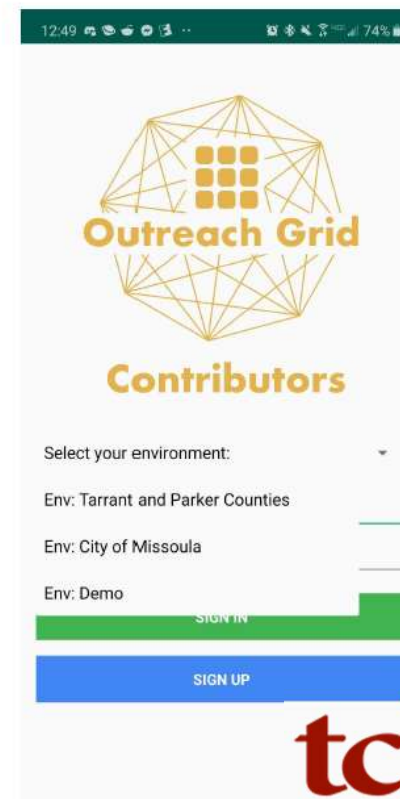 12:49
74%
Outreach Grid
Contributors
Select your environment:
Env: Tarrant and Parker Counties
Env: City of Missoula
Env: Demo
SIGN IN
SIGN UP
tc